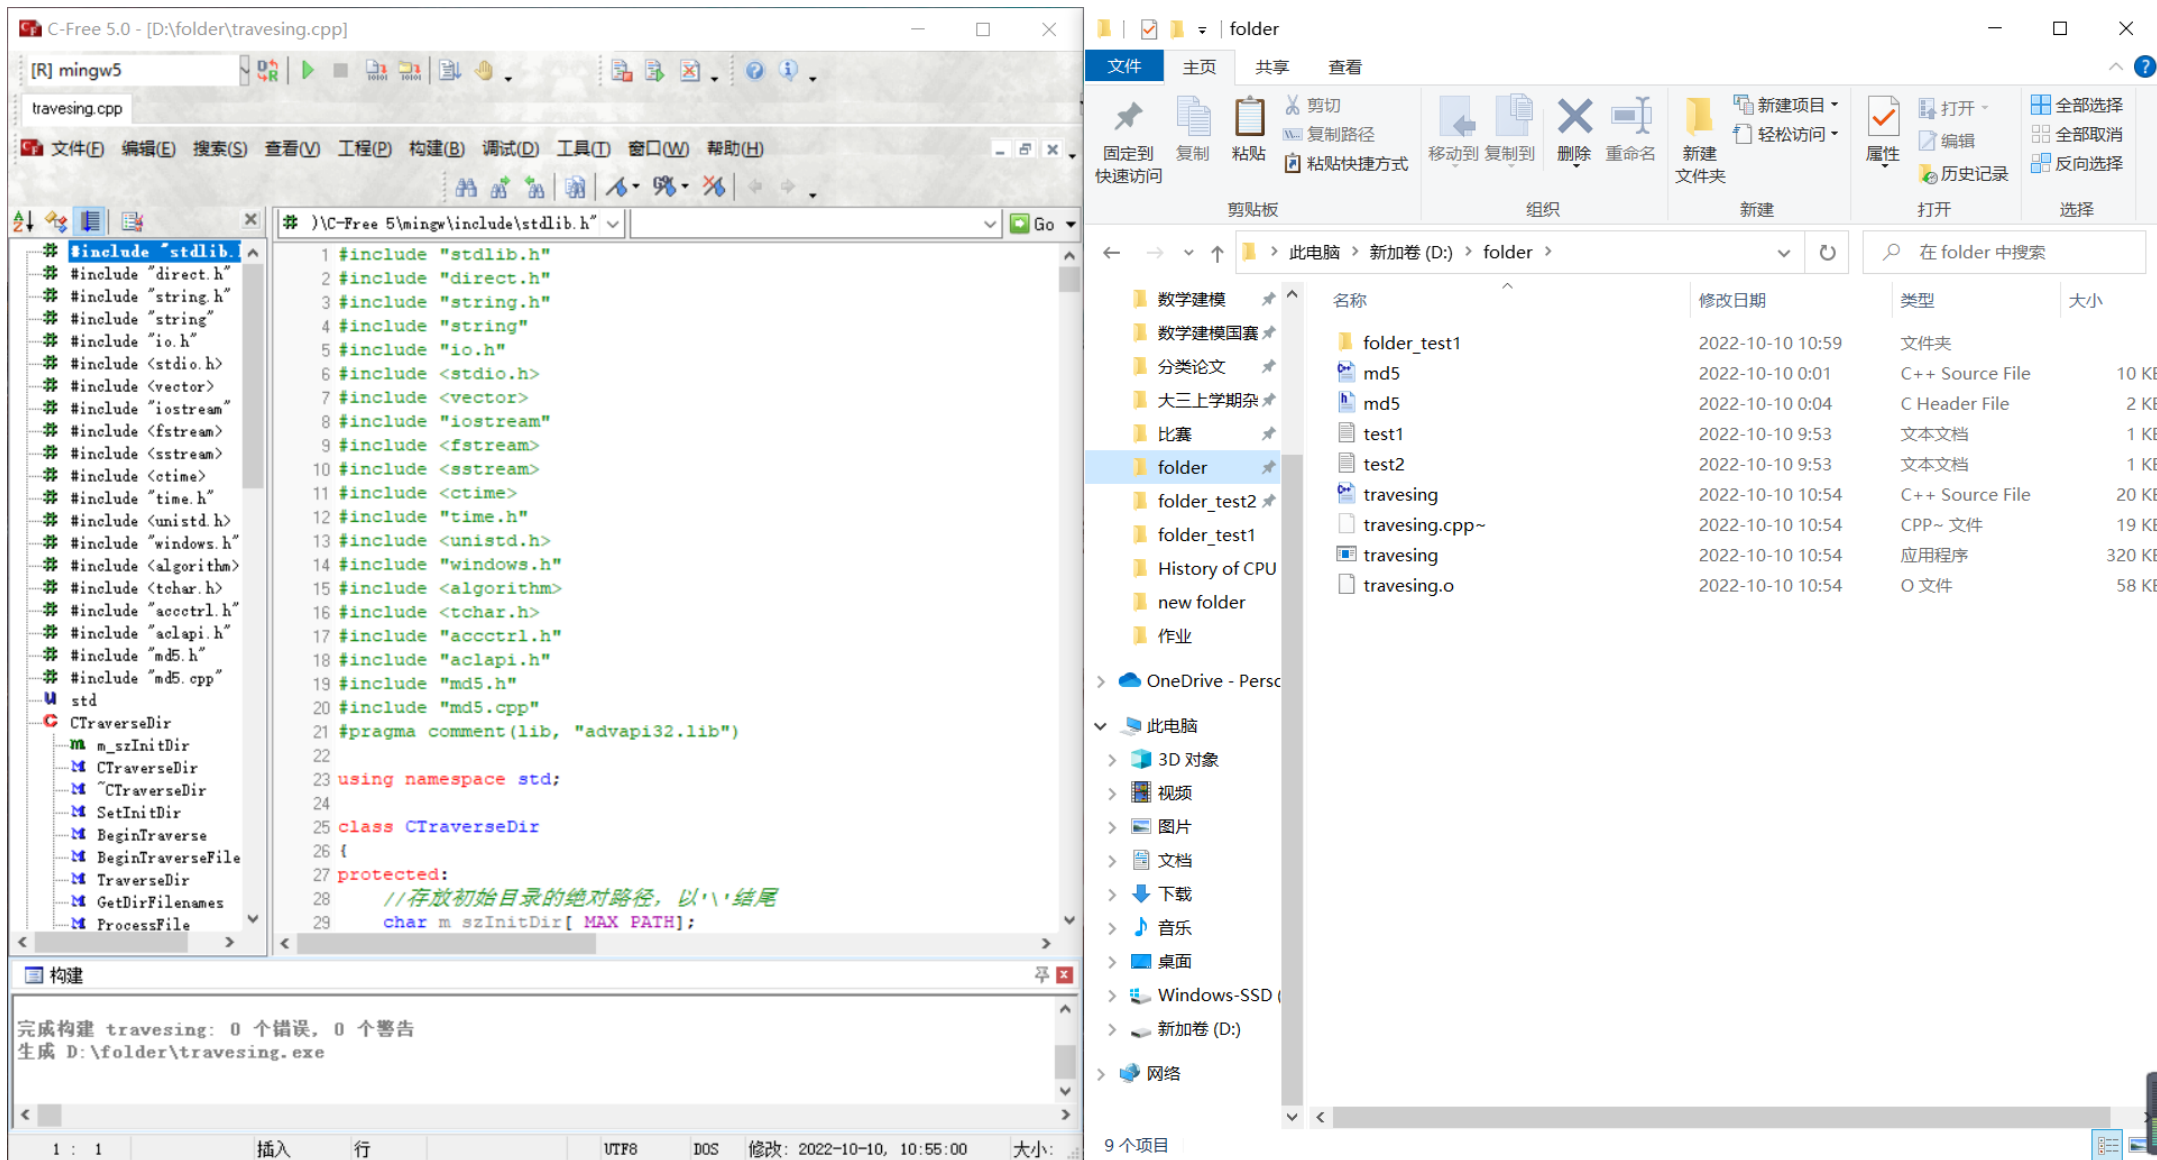 C-Free 5.0 - [D:\folder\travesing.cpp]
[R] mingw5
travesing.cpp
文件(F) 编辑(E) 搜索(S) 查看(V) 工程(P) 构建(B) 调试(D) 工具(T) 窗口(W) 帮助(H)
)\C-Free 5\mingw\include\stdlib.h" Go
#include "stdlib.
#include "direct.h"
#include "string.h"
#include "string"
#include "io.h"
#include <stdio.h>
#include <vector>
#include "iostream"
#include <fstream>
#include <sstream>
#include <ctime>
#include "time.h"
#include <unistd.h>
#include "windows.h"
#include <algorithm>
#include <tchar.h>
#include "accctrl.h"
#include "aclapi.h"
#include "md5.h"
#include "md5.cpp"
std
CTraverseDir
m_szInitDir
CTraverseDir
~CTraverseDir
SetInitDir
BeginTraverse
BeginTraverseFile
TraverseDir
GetDirFilenames
ProcessFile
1 #include "stdlib.h"
2 #include "direct.h"
3 #include "string.h"
4 #include "string"
5 #include "io.h"
6 #include <stdio.h>
7 #include <vector>
8 #include "iostream"
9 #include <fstream>
10 #include <sstream>
11 #include <ctime>
12 #include "time.h"
13 #include <unistd.h>
14 #include "windows.h"
15 #include <algorithm>
16 #include <tchar.h>
17 #include "accctrl.h"
18 #include "aclapi.h"
19 #include "md5.h"
20 #include "md5.cpp"
21 #pragma comment(lib, "advapi32.lib")
22
23 using namespace std;
24
25 class CTraverseDir
26 {
27 protected:
28 //存放初始目录的绝对路径，以'\'结尾
29 char m_szInitDir[_MAX_PATH];
构建
完成构建 travesing: 0 个错误, 0 个警告
生成 D:\folder\travesing.exe
1 : 1 插入 行 UTF8 DOS 修改: 2022-10-10, 10:55:00 大小:
folder
文件 主页 共享 查看
固定到快速访问
复制
粘贴
剪切
复制路径
粘贴快捷方式
移动到
复制到
删除
重命名
新建文件夹
新建项目
轻松访问
属性
打开
编辑
历史记录
全部选择
全部取消
反向选择
剪贴板 组织 新建 打开 选择
此电脑 > 新加卷 (D:) > folder >
在 folder 中搜索
数学建模
数学建模国赛
分类论文
大三上学期杂
比赛
folder
folder_test2
folder_test1
History of CPU
new folder
作业
OneDrive - Persc
此电脑
3D 对象
视频
图片
文档
下载
音乐
桌面
Windows-SSD (
新加卷 (D:)
网络
名称 修改日期 类型 大小
folder_test1 2022-10-10 10:59 文件夹
md5 2022-10-10 0:01 C++ Source File 10 KE
md5 2022-10-10 0:04 C Header File 2 KE
test1 2022-10-10 9:53 文本文档 1 KE
test2 2022-10-10 9:53 文本文档 1 KE
travesing 2022-10-10 10:54 C++ Source File 20 KE
travesing.cpp~ 2022-10-10 10:54 CPP~ 文件 19 KE
travesing 2022-10-10 10:54 应用程序 320 KE
travesing.o 2022-10-10 10:54 O 文件 58 KE
9 个项目